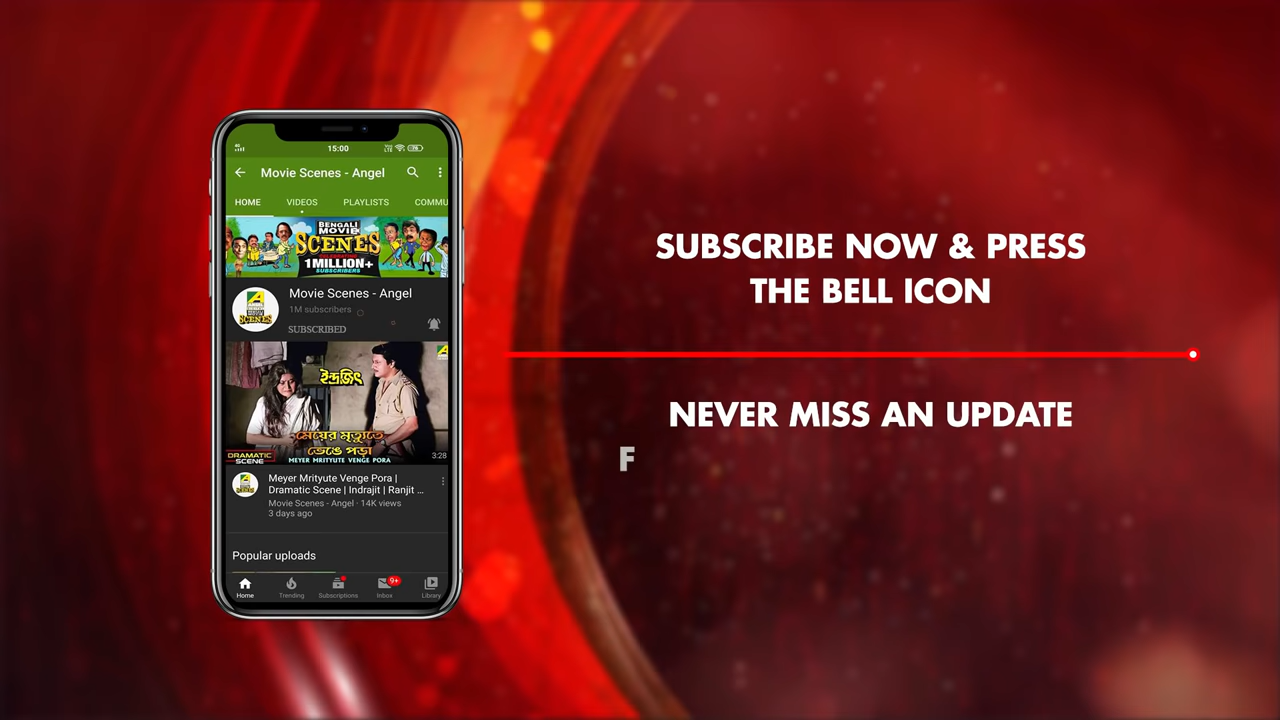 15:00
Movie Scenes - Angel
HOME VIDEOS PLAYLISTS COMMU
BENGALI
MOVIE
SCENES
CELEBRATING
1 MILLION+
SUBSCRIBERS
Movie Scenes - Angel
1M subscribers
SUBSCRIBED
ইন্দ্রজিৎ
মেয়ের মৃত্যুতে
ভেঙে পড়া
DRAMATIC
SCENE
MEYER MRITYUTE VENGE PORA
3:28
Meyer Mrityute Venge Pora |
Dramatic Scene | Indrajit | Ranjit ...
Movie Scenes - Angel · 14K views
3 days ago
Popular uploads
9+
Home Trending Subscriptions Inbox Library
SUBSCRIBE NOW & PRESS
THE BELL ICON
NEVER MISS AN UPDATE
F